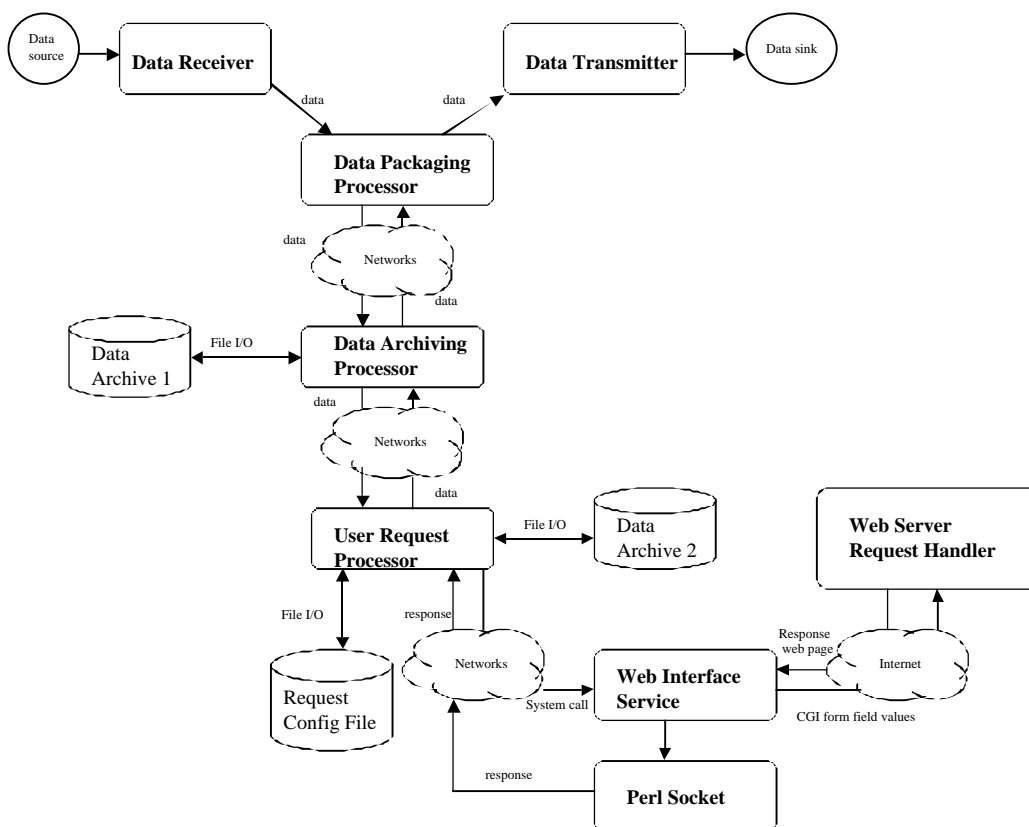 Data
source
Data Receiver
Data Transmitter
Data sink
data
data
Data Packaging
Processor
data
Networks
data
Data
Archive 1
File I/O
Data Archiving
Processor
data
Networks
data
User Request
Processor
File I/O
Data
Archive 2
Web Server
Request Handler
File I/O
response
Networks
Response
web page
Internet
Request
Config File
System call
Web Interface
Service
CGI form field values
response
Perl Socket